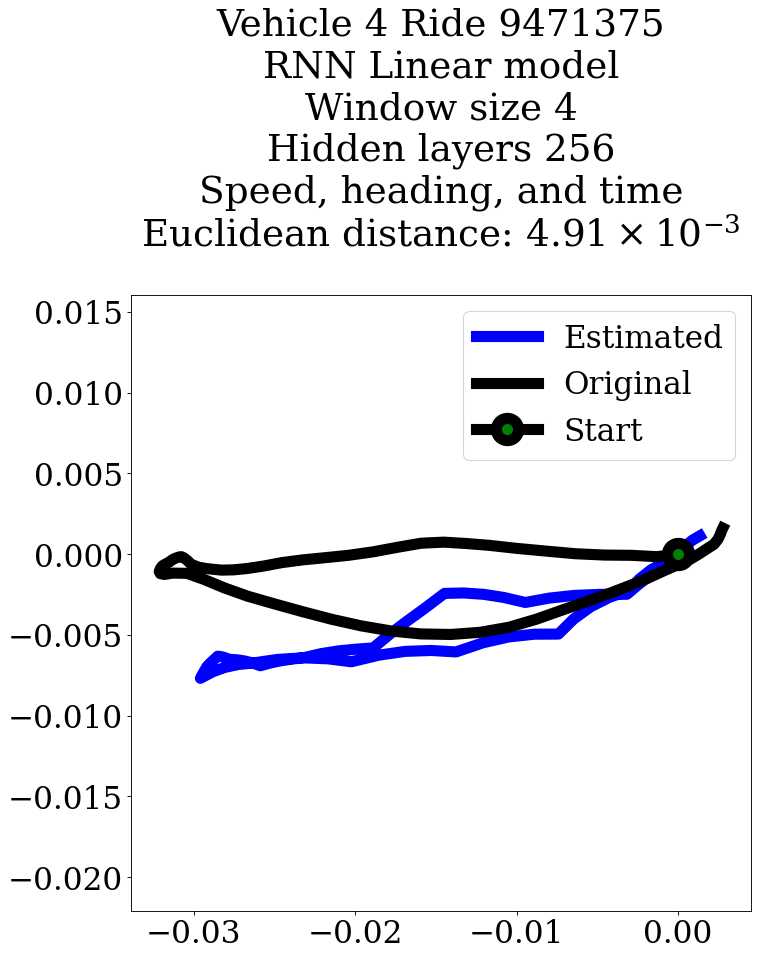 Vehicle 4 Ride 9471375
RNN Linear model
Window size 4
Hidden layers 256
Speed, heading, and time
Euclidean distance: 4.91 × 10⁻³
Estimated
Original
Start
0.015
0.010
0.005
0.000
−0.005
−0.010
−0.015
−0.020
−0.03 −0.02 −0.01 0.00